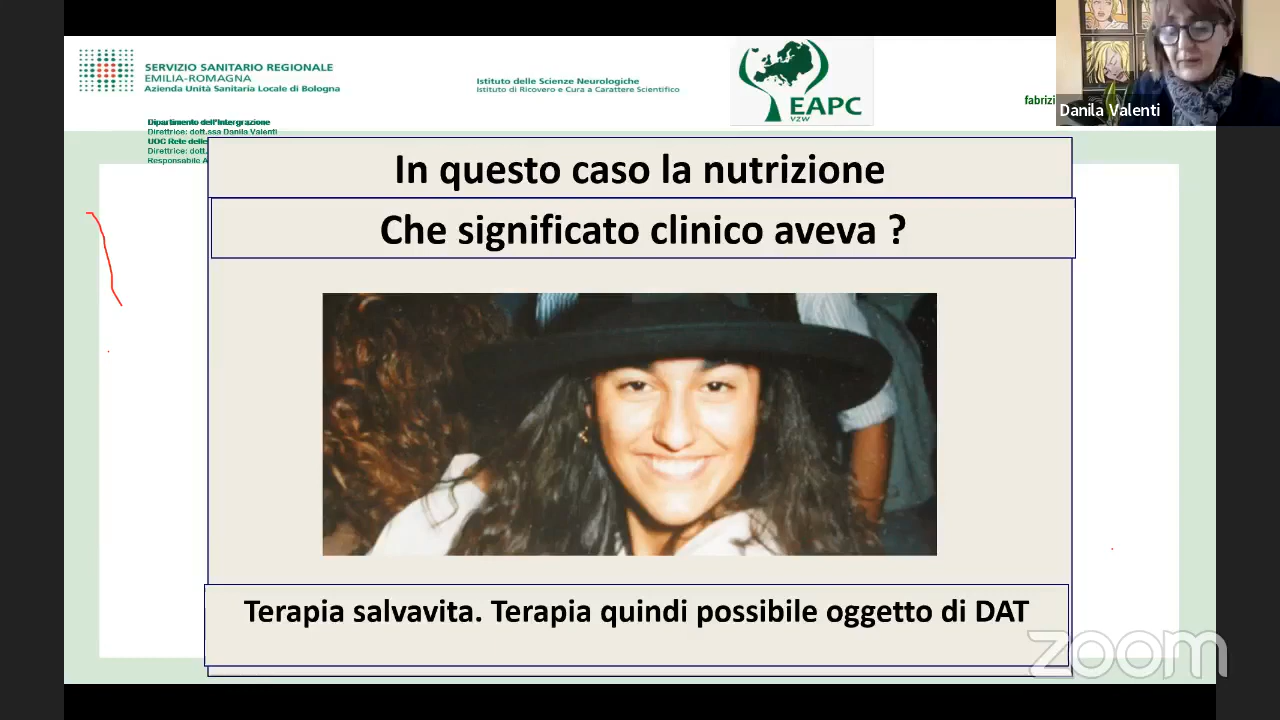 SERVIZIO SANITARIO REGIONALE
EMILIA-ROMAGNA
Azienda Unità Sanitaria Locale di Bologna
Istituto delle Scienze Neurologiche
Istituto di Ricovero e Cura a Carattere Scientifico
EAPC
VZW
fabrizi
Danila Valenti
Dipartimento dell'Integrazione
Direttrice: dott.ssa Danila Valenti
UOC Rete delle
Direttrice: dott.
Responsabile A
In questo caso la nutrizione
Che significato clinico aveva ?
Terapia salvavita. Terapia quindi possibile oggetto di DAT
zoom